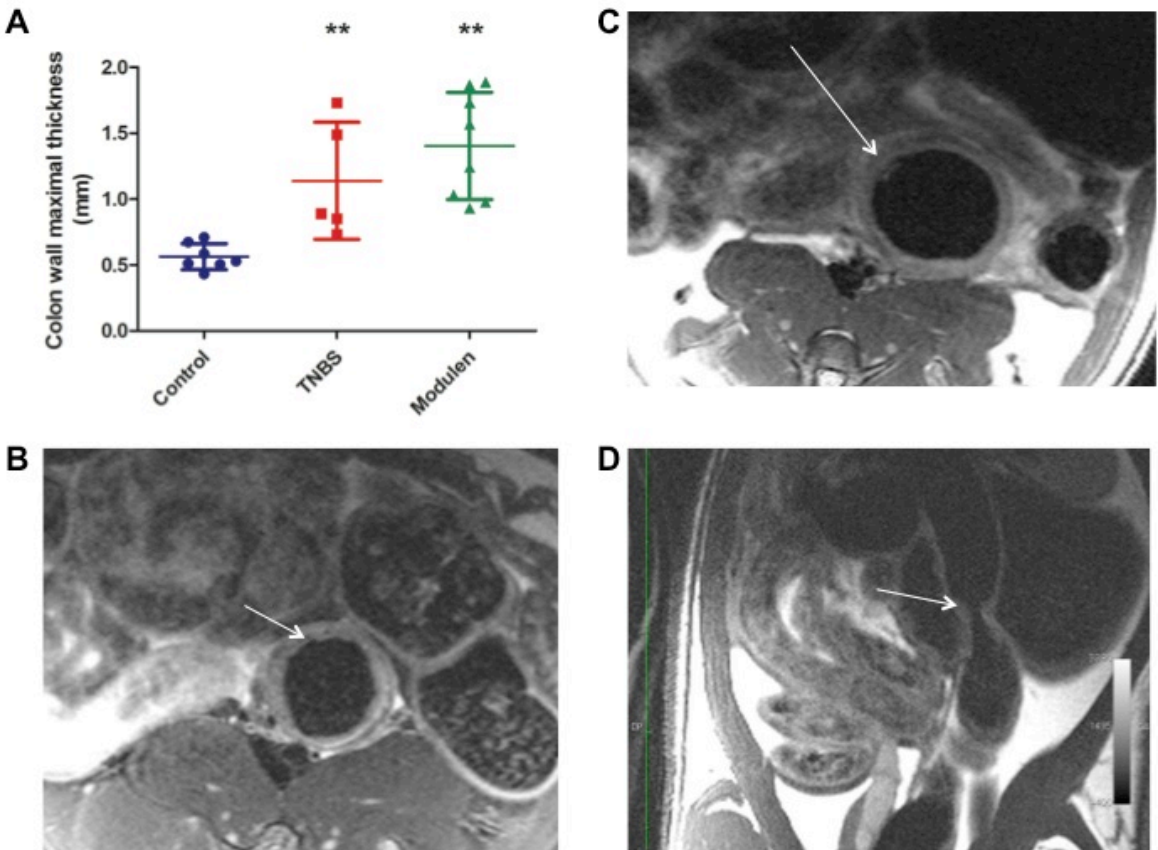 A
** **
Colon wall maximal thickness
(mm)
2.0
1.5
1.0
0.5
0.0
Control
TNBS
Modulen
C
B
D